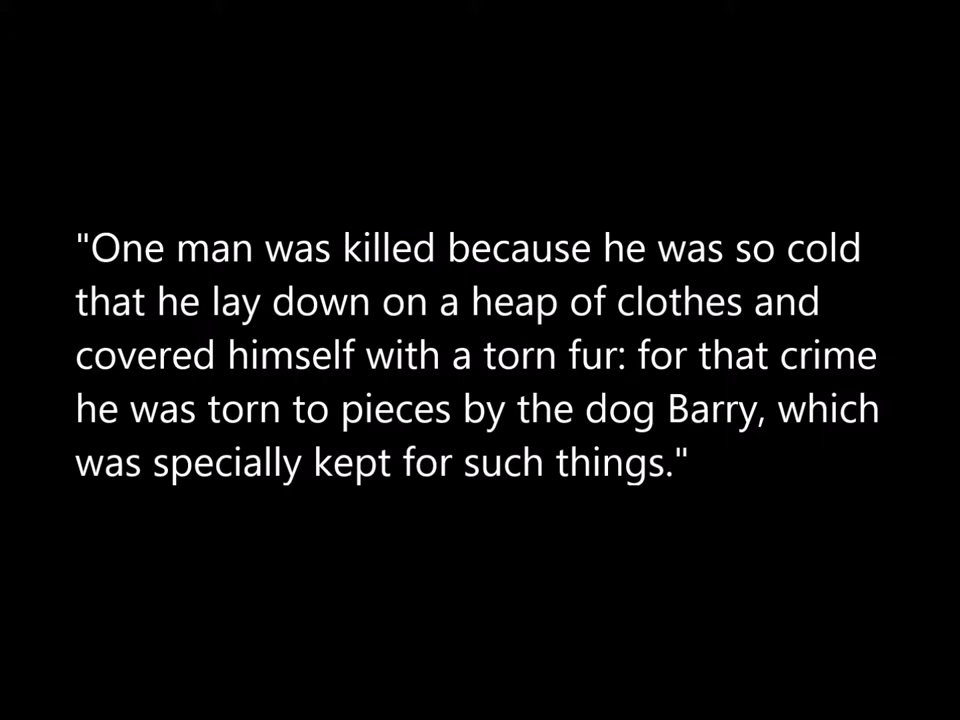 "One man was killed because he was so cold
that he lay down on a heap of clothes and
covered himself with a torn fur: for that crime
he was torn to pieces by the dog Barry, which
was specially kept for such things."